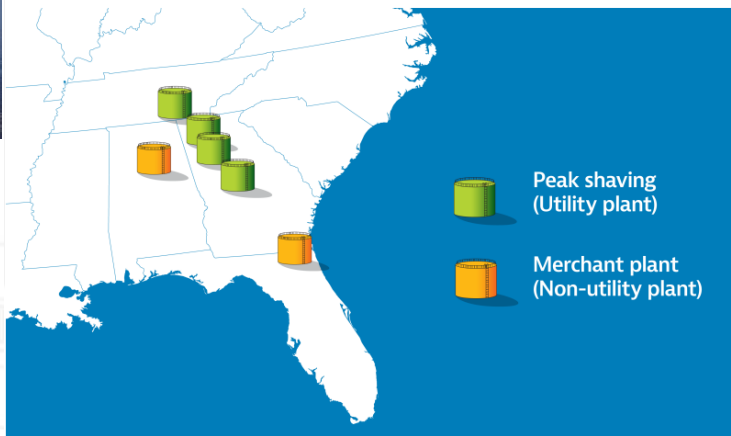 Peak shaving
(Utility plant)
Merchant plant
(Non-utility plant)